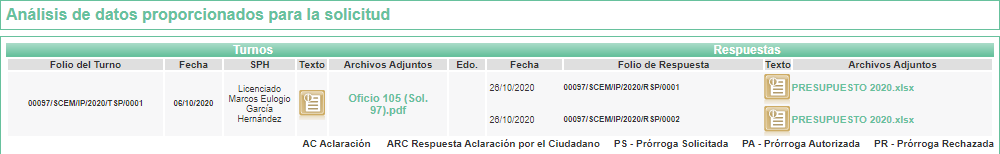 Análisis de datos proporcionados para la solicitud
Turnos Respuestas
Folio del Turno Fecha SPH Texto Archivos Adjuntos Edo. Fecha Folio de Respuesta Texto Archivos Adjuntos
00097/SCEM/IP/2020/TSP/0001 06/10/2020
Licenciado
Marcos Eulogio
García
Hernández
Oficio 105 (Sol.
97).pdf
26/10/2020 00097/SCEM/IP/2020/RSP/0001 PRESUPUESTO 2020.xlsx
26/10/2020 00097/SCEM/IP/2020/RSP/0002 PRESUPUESTO 2020.xlsx
AC Aclaración ARC Respuesta Aclaración por el Ciudadano PS - Prórroga Solicitada PA - Prórroga Autorizada PR - Prórroga Rechazada